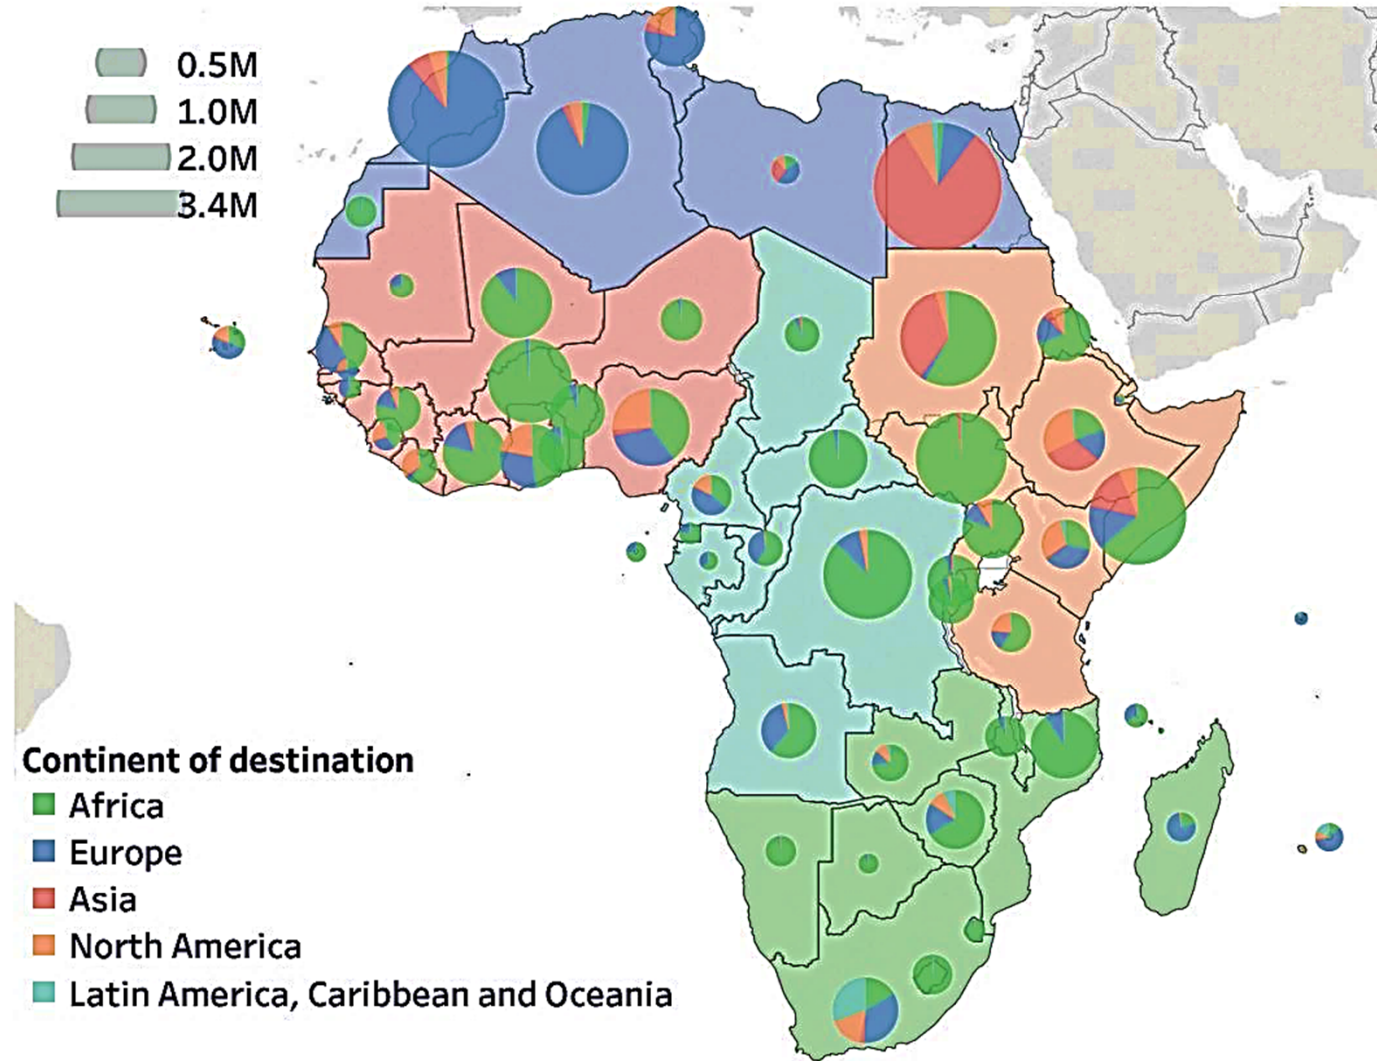 0.5M
1.0M
2.0M
3.4M
Continent of destination
Africa
Europe
Asia
North America
Latin America, Caribbean and Oceania